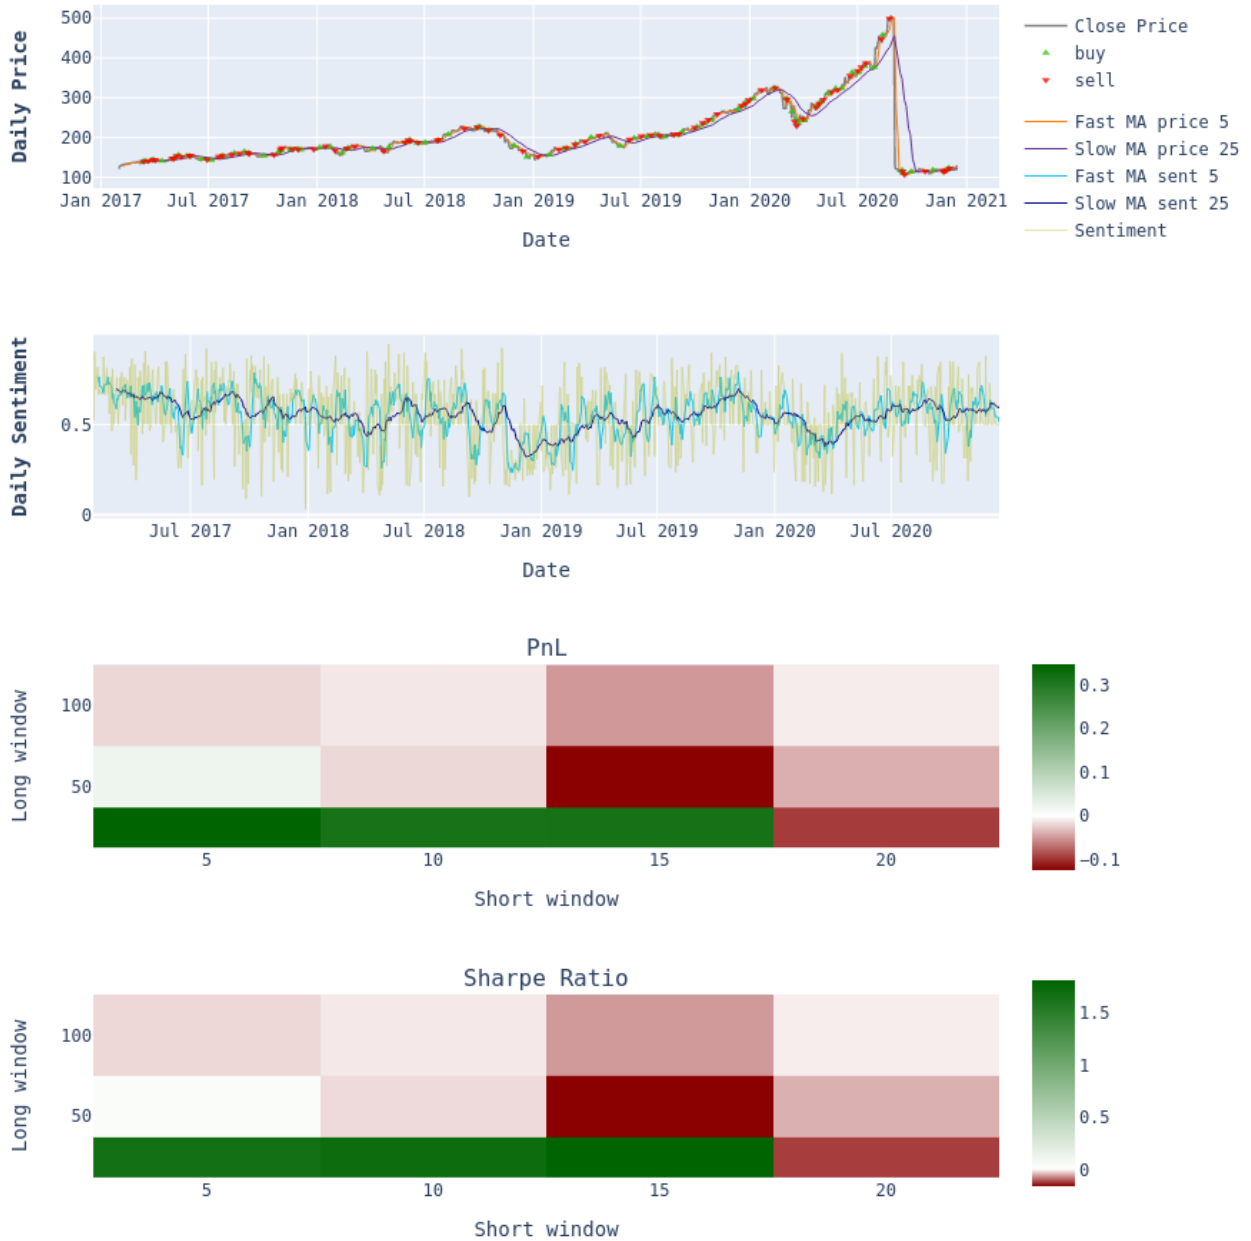 Daily Price
500
400
300
200
100
Jan 2017 Jul 2017 Jan 2018 Jul 2018 Jan 2019 Jul 2019 Jan 2020 Jul 2020 Jan 2021
Date
Close Price
buy
sell
Fast MA price 5
Slow MA price 25
Fast MA sent 5
Slow MA sent 25
Sentiment
Daily Sentiment
0.5
0
Jul 2017 Jan 2018 Jul 2018 Jan 2019 Jul 2019 Jan 2020 Jul 2020
Date
PnL
Long window
100
50
5 10 15 20
Short window
0.3
0.2
0.1
0
−0.1
Sharpe Ratio
Long window
100
50
5 10 15 20
Short window
1.5
1
0.5
0